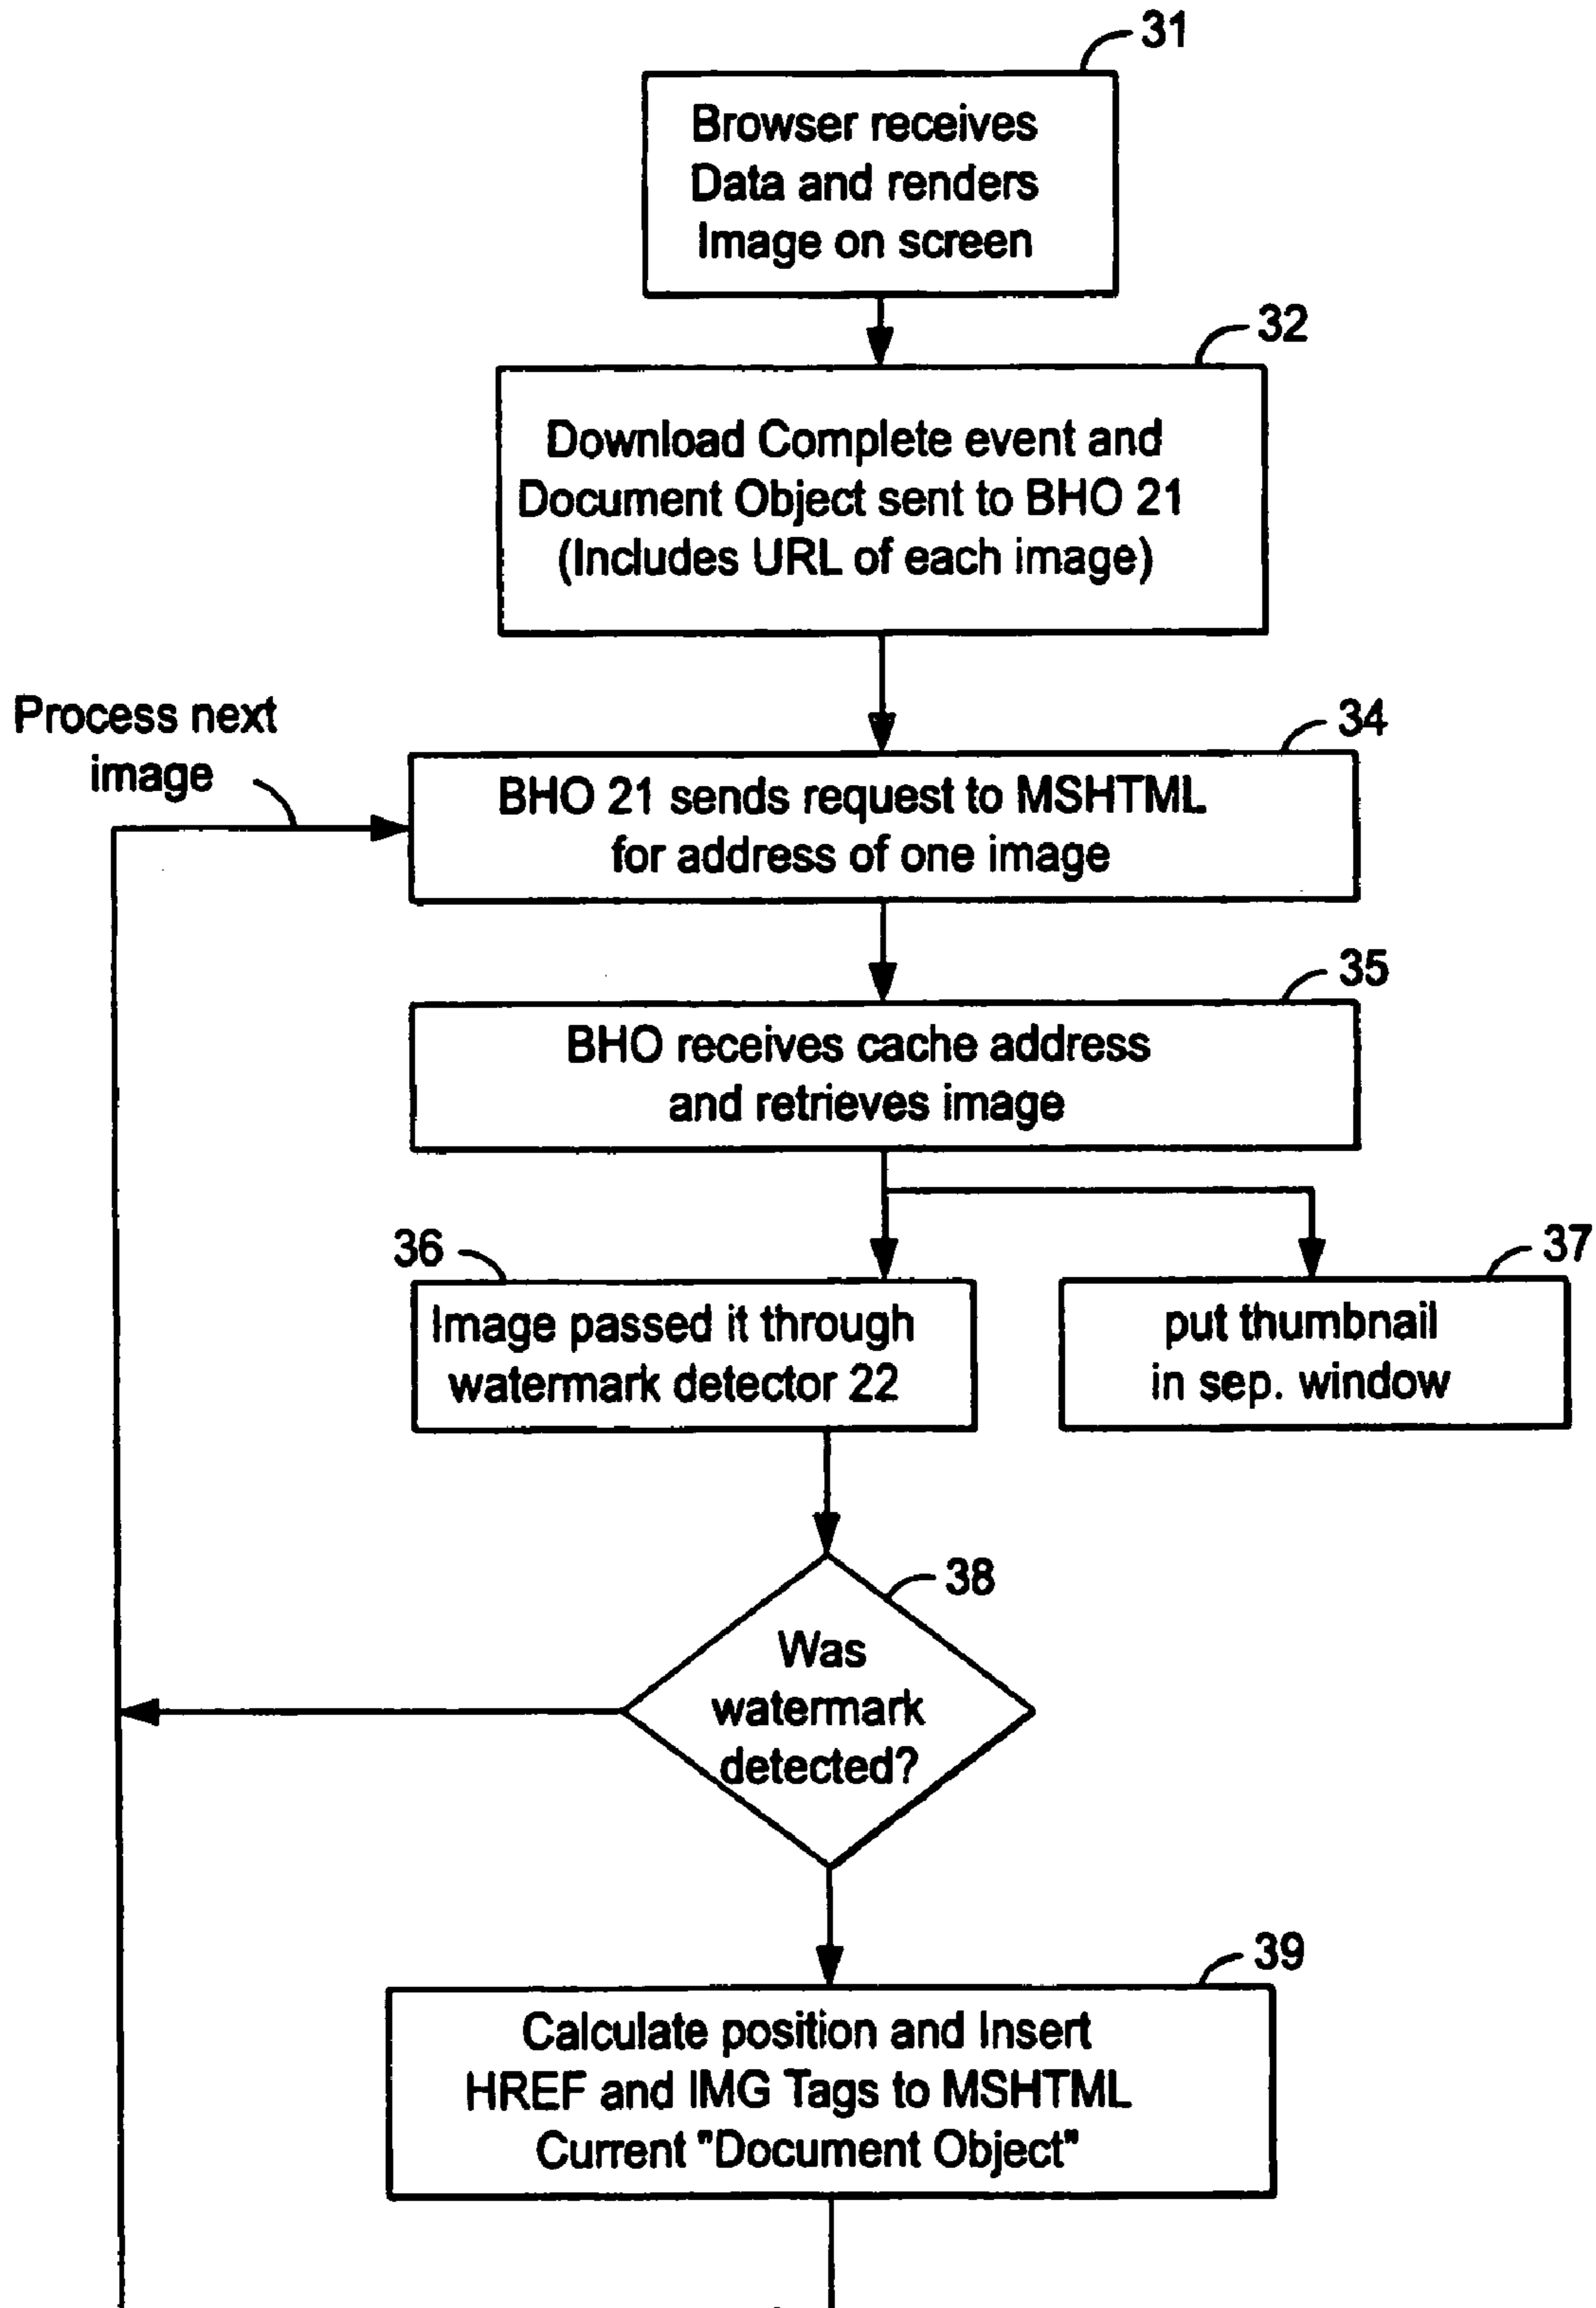 31
Browser receives
Data and renders
Image on screen
32
Download Complete event and
Document Object sent to BHO 21
(Includes URL of each image)
Process next
image
34
BHO 21 sends request to MSHTML
for address of one image
35
BHO receives cache address
and retrieves image
36
Image passed it through
watermark detector 22
37
put thumbnail
in sep. window
38
Was
watermark
detected?
39
Calculate position and Insert
HREF and IMG Tags to MSHTML
Current "Document Object"